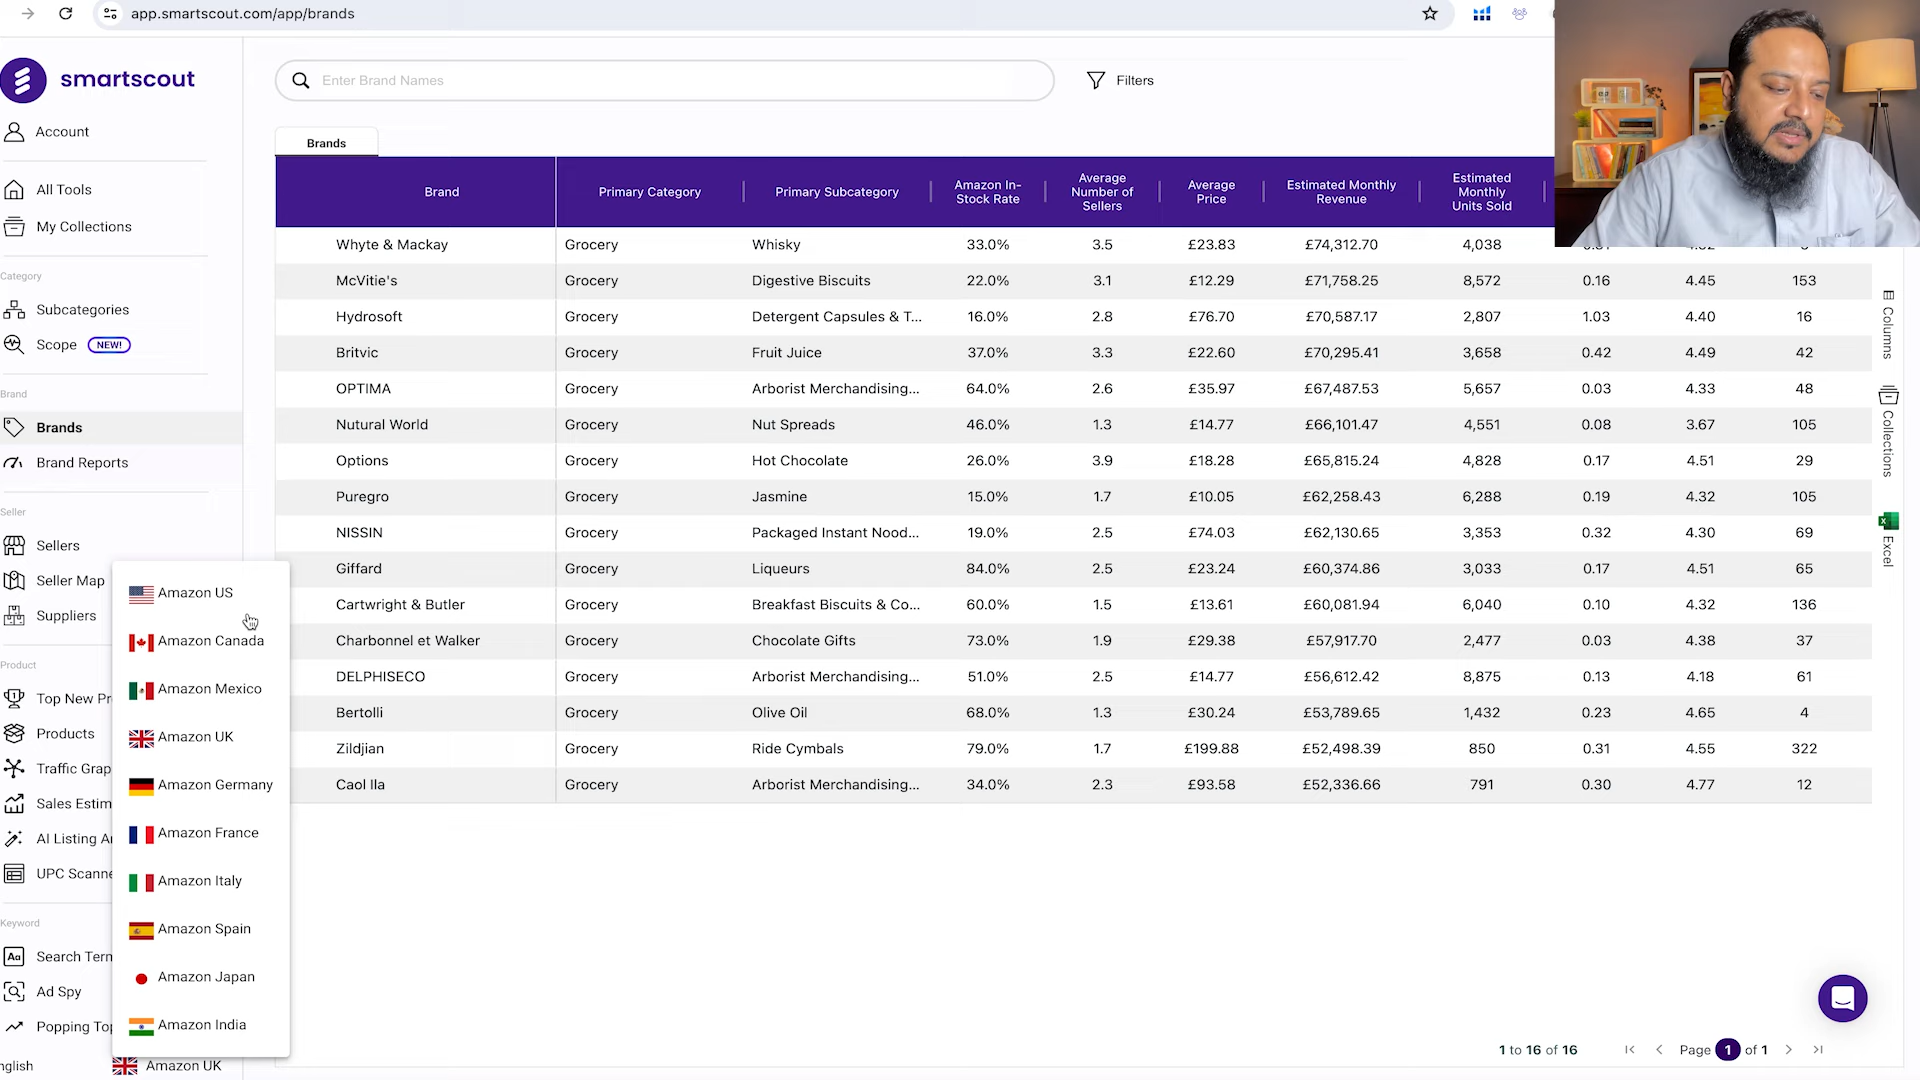 app.smartscout.com/app/brands
smartscout
Account
All Tools
My Collections
Category
Subcategories
Scope NEW!
Brand
Brands
Brand Reports
Seller
Sellers
Seller Map
Suppliers
Product
Top New Pr
Products
Traffic Grap
Sales Estim
AI Listing A
UPC Scanne
Keyword
Search Tern
Ad Spy
Popping Top
nglish
Amazon UK
Amazon US
Amazon Canada
Amazon Mexico
Amazon UK
Amazon Germany
Amazon France
Amazon Italy
Amazon Spain
Amazon Japan
Amazon India
Enter Brand Names
Filters
Brands
Brand Primary Category Primary Subcategory Amazon In-Stock Rate Average Number of Sellers Average Price Estimated Monthly Revenue Estimated Monthly Units Sold
Whyte & Mackay Grocery Whisky 33.0% 3.5 £23.83 £74,312.70 4,038
McVitie's Grocery Digestive Biscuits 22.0% 3.1 £12.29 £71,758.25 8,572 0.16 4.45 153
Hydrosoft Grocery Detergent Capsules & T... 16.0% 2.8 £76.70 £70,587.17 2,807 1.03 4.40 16
Britvic Grocery Fruit Juice 37.0% 3.3 £22.60 £70,295.41 3,658 0.42 4.49 42
OPTIMA Grocery Arborist Merchandising... 64.0% 2.6 £35.97 £67,487.53 5,657 0.03 4.33 48
Nutural World Grocery Nut Spreads 46.0% 1.3 £14.77 £66,101.47 4,551 0.08 3.67 105
Options Grocery Hot Chocolate 26.0% 3.9 £18.28 £65,815.24 4,828 0.17 4.51 29
Puregro Grocery Jasmine 15.0% 1.7 £10.05 £62,258.43 6,288 0.19 4.32 105
NISSIN Grocery Packaged Instant Nood... 19.0% 2.5 £74.03 £62,130.65 3,353 0.32 4.30 69
Giffard Grocery Liqueurs 84.0% 2.5 £23.24 £60,374.86 3,033 0.17 4.51 65
Cartwright & Butler Grocery Breakfast Biscuits & Co... 60.0% 1.5 £13.61 £60,081.94 6,040 0.10 4.32 136
Charbonnel et Walker Grocery Chocolate Gifts 73.0% 1.9 £29.38 £57,917.70 2,477 0.03 4.38 37
DELPHISECO Grocery Arborist Merchandising... 51.0% 2.5 £14.77 £56,612.42 8,875 0.13 4.18 61
Bertolli Grocery Olive Oil 68.0% 1.3 £30.24 £53,789.65 1,432 0.23 4.65 4
Zildjian Grocery Ride Cymbals 79.0% 1.7 £199.88 £52,498.39 850 0.31 4.55 322
Caol Ila Grocery Arborist Merchandising... 34.0% 2.3 £93.58 £52,336.66 791 0.30 4.77 12
Columns
Collections
Excel
1 to 16 of 16 Page 1 of 1